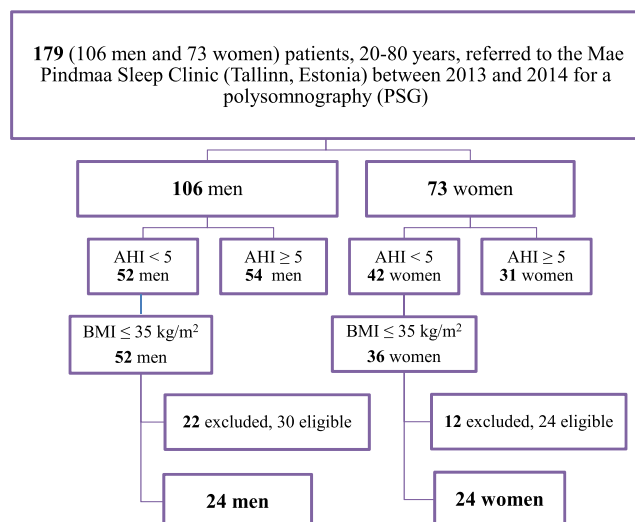 179 (106 men and 73 women) patients, 20-80 years, referred to the Mae
Pindmaa Sleep Clinic (Tallinn, Estonia) between 2013 and 2014 for a
polysomnography (PSG)
106 men
73 women
AHI < 5
52 men
AHI ≥ 5
54 men
AHI < 5
42 women
AHI ≥ 5
31 women
BMI ≤ 35 kg/m²
52 men
BMI ≤ 35 kg/m²
36 women
22 excluded, 30 eligible
12 excluded, 24 eligible
24 men
24 women